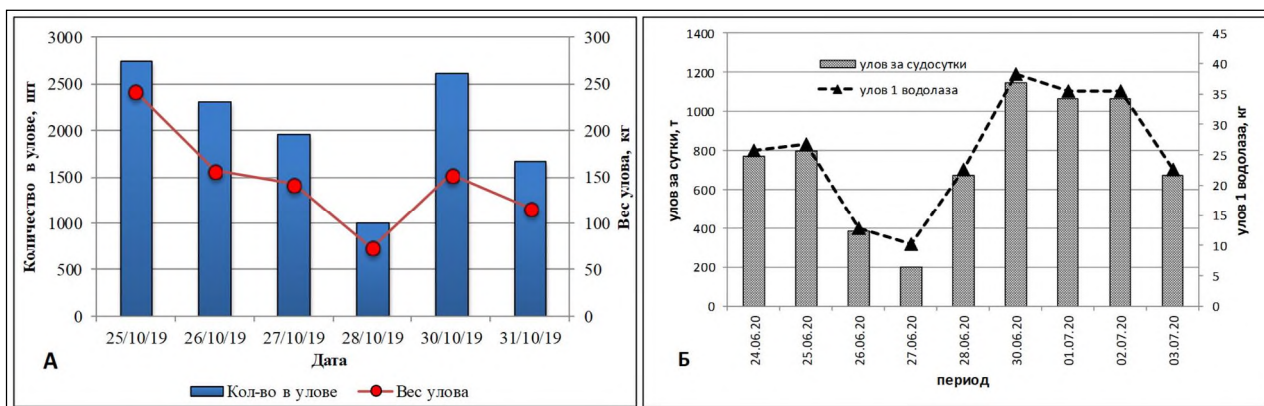 Количество в улове, шт
3000
2500
2000
1500
1000
500
0
300
250
200
150
100
50
0
Вес улова, кг
25/10/19 26/10/19 27/10/19 28/10/19 30/10/19 31/10/19
Дата
А
Кол-во в улове Вес улова
улов за сутки, т
1400
1200
1000
800
600
400
200
0
улов за судосутки
улов 1 водолаза
45
40
35
30
25
20
15
10
5
0
улов 1 водолаза, кг
24.06.20 25.06.20 26.06.20 27.06.20 28.06.20 30.06.20 01.07.20 02.07.20 03.07.20
период
Б